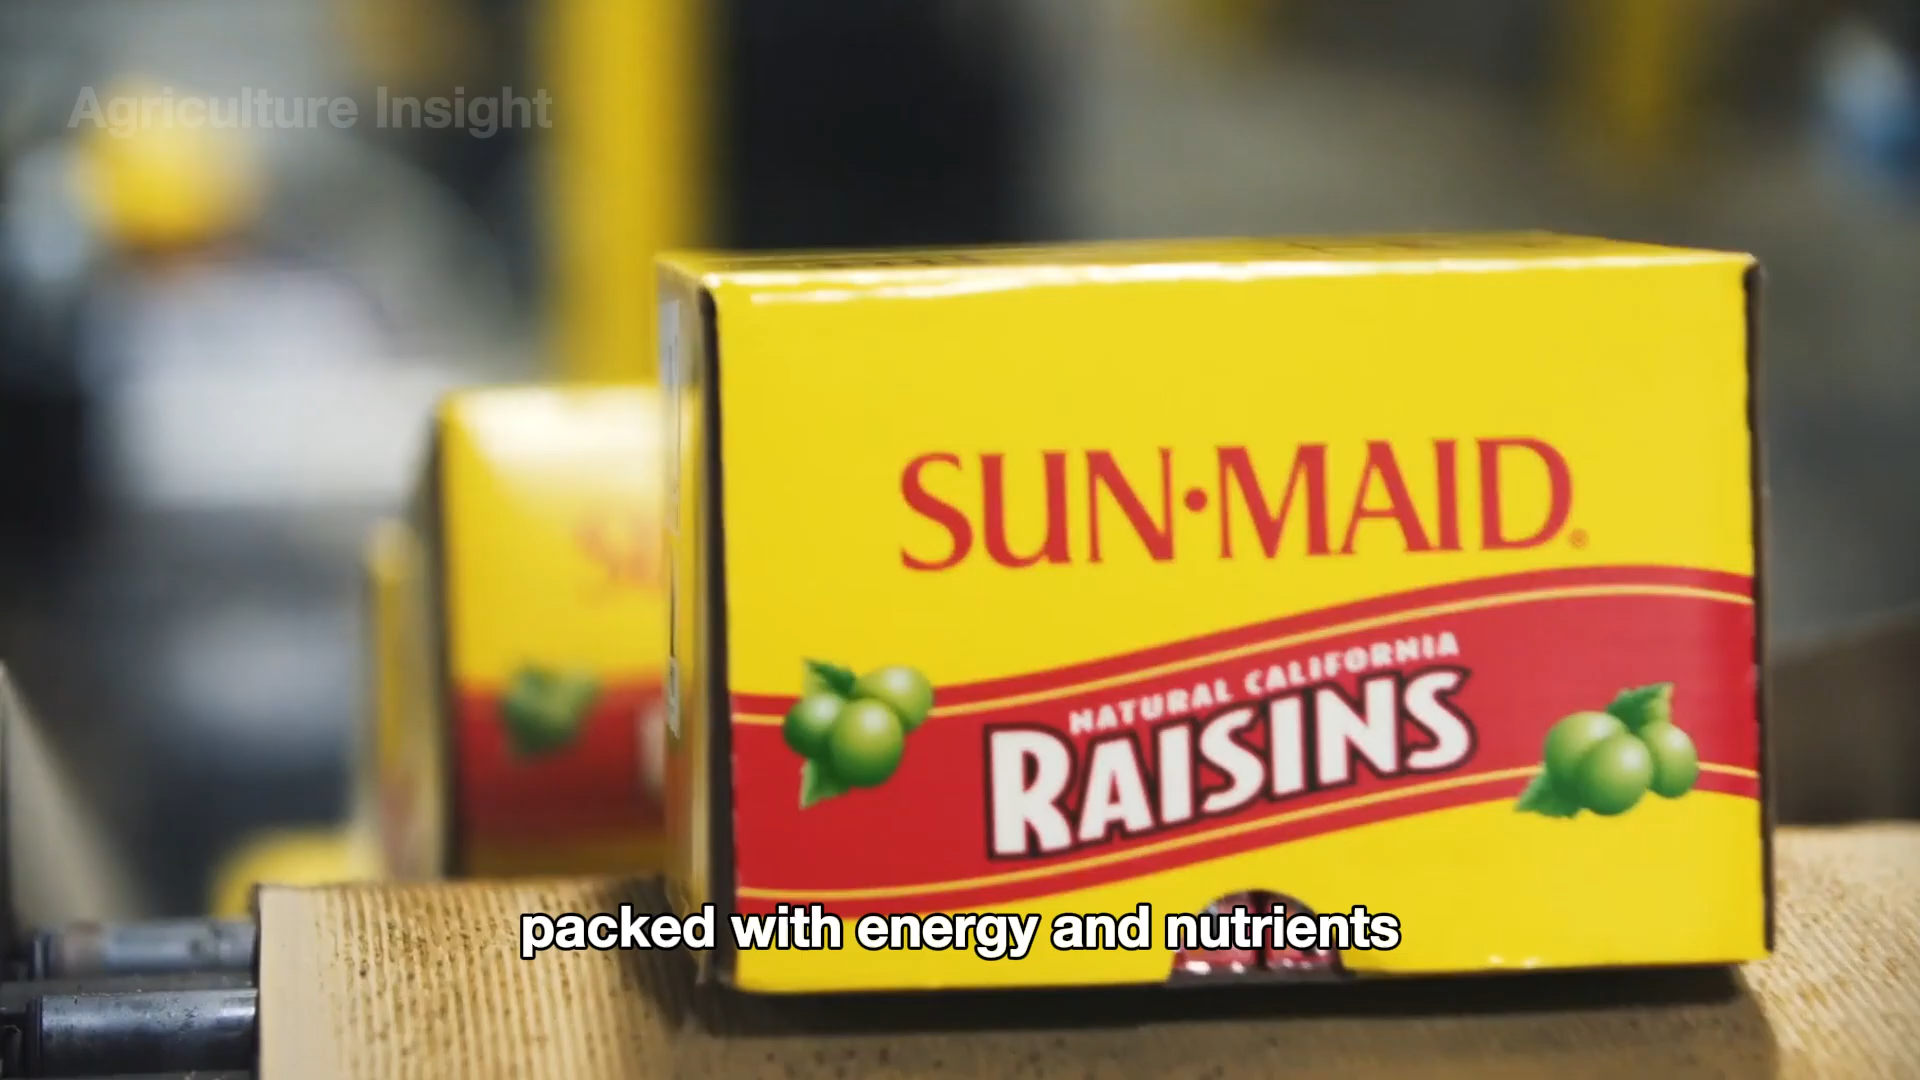 Agriculture Insight
SUN•MAID®
NATURAL CALIFORNIA
RAISINS
packed with energy and nutrients